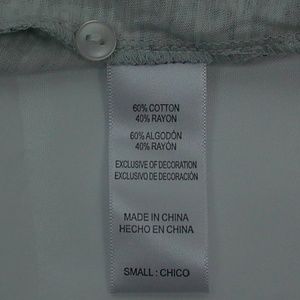 60% COTTON
40% RAYON
60% ALGODÓN
40% RAYÓN
EXCLUSIVE OF DECORATION
EXCLUSIVO DE DECORACIÓN
MADE IN CHINA
HECHO EN CHINA
SMALL : CHICO